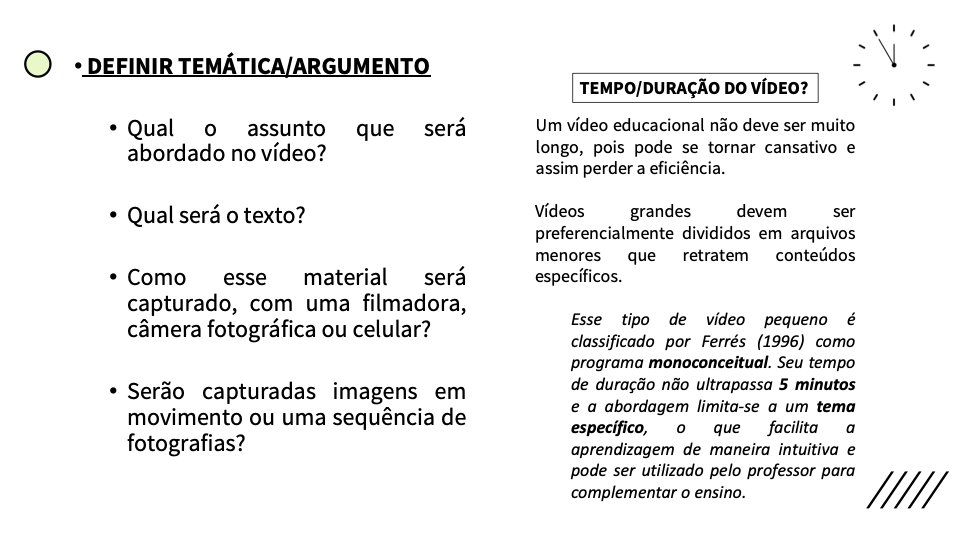 • DEFINIR TEMÁTICA/ARGUMENTO
• Qual o assunto que será
abordado no vídeo?
• Qual será o texto?
• Como esse material será
capturado, com uma filmadora,
câmera fotográfica ou celular?
• Serão capturadas imagens em
movimento ou uma sequência de
fotografias?
TEMPO/DURAÇÃO DO VÍDEO?
Um vídeo educacional não deve ser muito
longo, pois pode se tornar cansativo e
assim perder a eficiência.
Vídeos grandes devem ser
preferencialmente divididos em arquivos
menores que retratem conteúdos
específicos.
Esse tipo de vídeo pequeno é
classificado por Ferrés (1996) como
programa monoconceitual. Seu tempo
de duração não ultrapassa 5 minutos
e a abordagem limita-se a um tema
específico, o que facilita a
aprendizagem de maneira intuitiva e
pode ser utilizado pelo professor para
complementar o ensino.